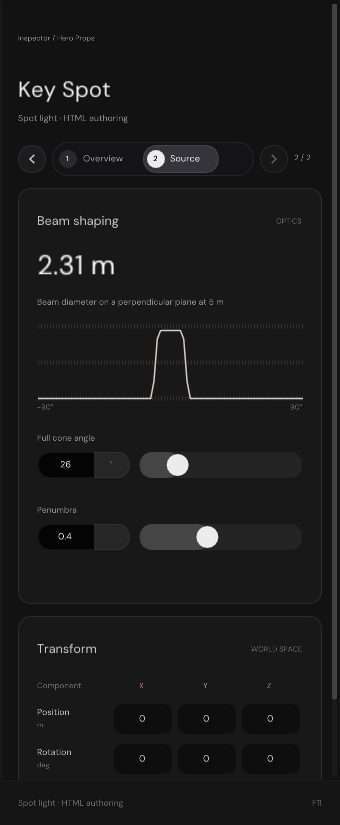 Inspector / Hero Props
Key Spot
Spot light · HTML authoring
1 Overview 2 Source 2 / 2
Beam shaping OPTICS
2.31 m
Beam diameter on a perpendicular plane at 5 m
-90° 90°
Full cone angle
26 °
Penumbra
0.4
Transform WORLD SPACE
Component X Y Z
Position 0 0 0
m
Rotation 0 0 0
deg
Spot light · HTML authoring F11